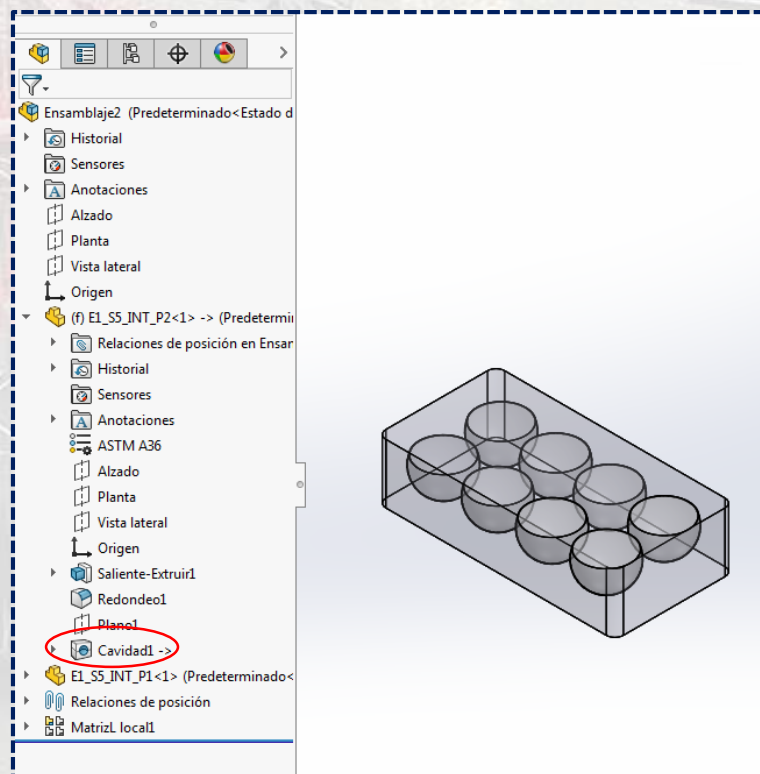 Ensamblaje2 (Predeterminado<Estado d
Historial
Sensores
Anotaciones
Alzado
Planta
Vista lateral
Origen
(f) E1_S5_INT_P2<1> -> (Predetermi
Relaciones de posición en Ensar
Historial
Sensores
Anotaciones
ASTM A36
Alzado
Planta
Vista lateral
Origen
Saliente-Extruir1
Redondeo1
Plano1
Cavidad1 ->
E1_S5_INT_P1<1> (Predeterminado<
Relaciones de posición
MatrizL local1